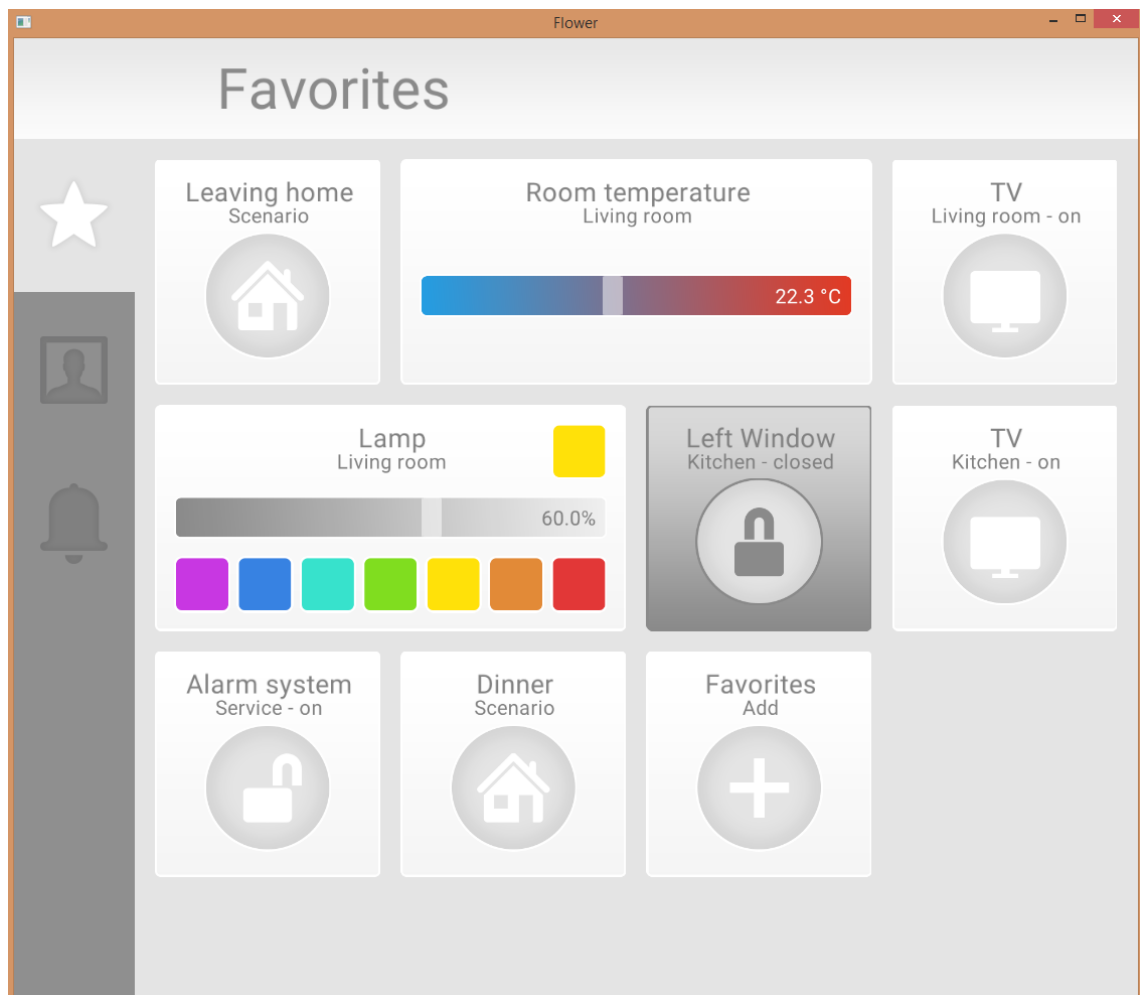 Flower
Favorites
Leaving home
Scenario
Room temperature
Living room
22.3 °C
TV
Living room - on
Lamp
Living room
60.0%
Left Window
Kitchen - closed
TV
Kitchen - on
Alarm system
Service - on
Dinner
Scenario
Favorites
Add